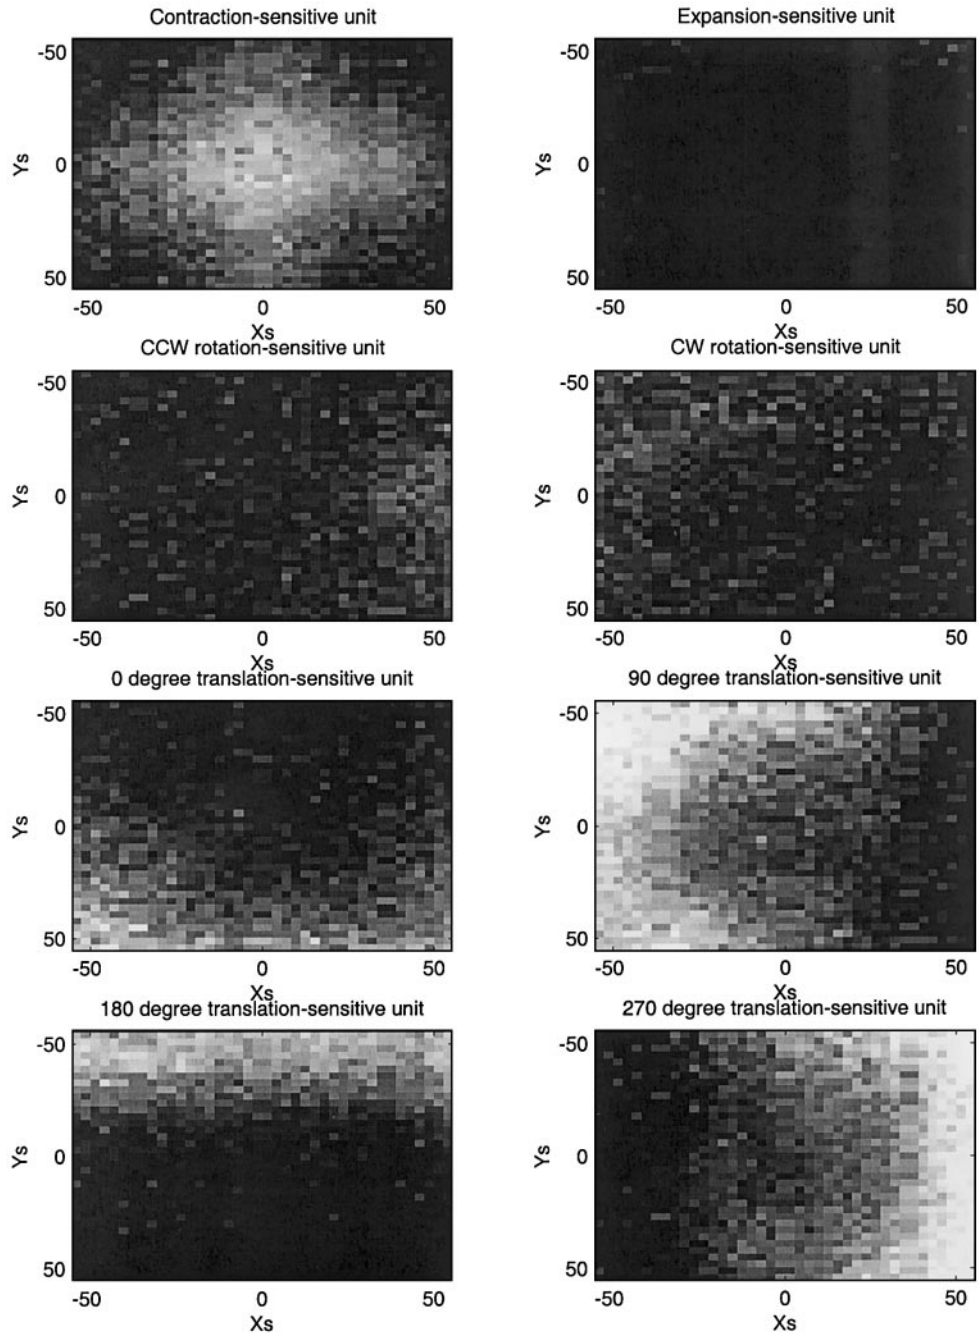 Contraction-sensitive unit
Expansion-sensitive unit
-50
0
50
Ys
-50 0 50
Xs
-50
0
50
Ys
-50 0 50
Xs
CCW rotation-sensitive unit
CW rotation-sensitive unit
-50
0
50
Ys
-50 0 50
Xs
-50
0
50
Ys
-50 0 50
Xs
0 degree translation-sensitive unit
90 degree translation-sensitive unit
-50
0
50
Ys
-50 0 50
Xs
-50
0
50
Ys
-50 0 50
Xs
180 degree translation-sensitive unit
270 degree translation-sensitive unit
-50
0
50
Ys
-50 0 50
Xs
-50
0
50
Ys
-50 0 50
Xs